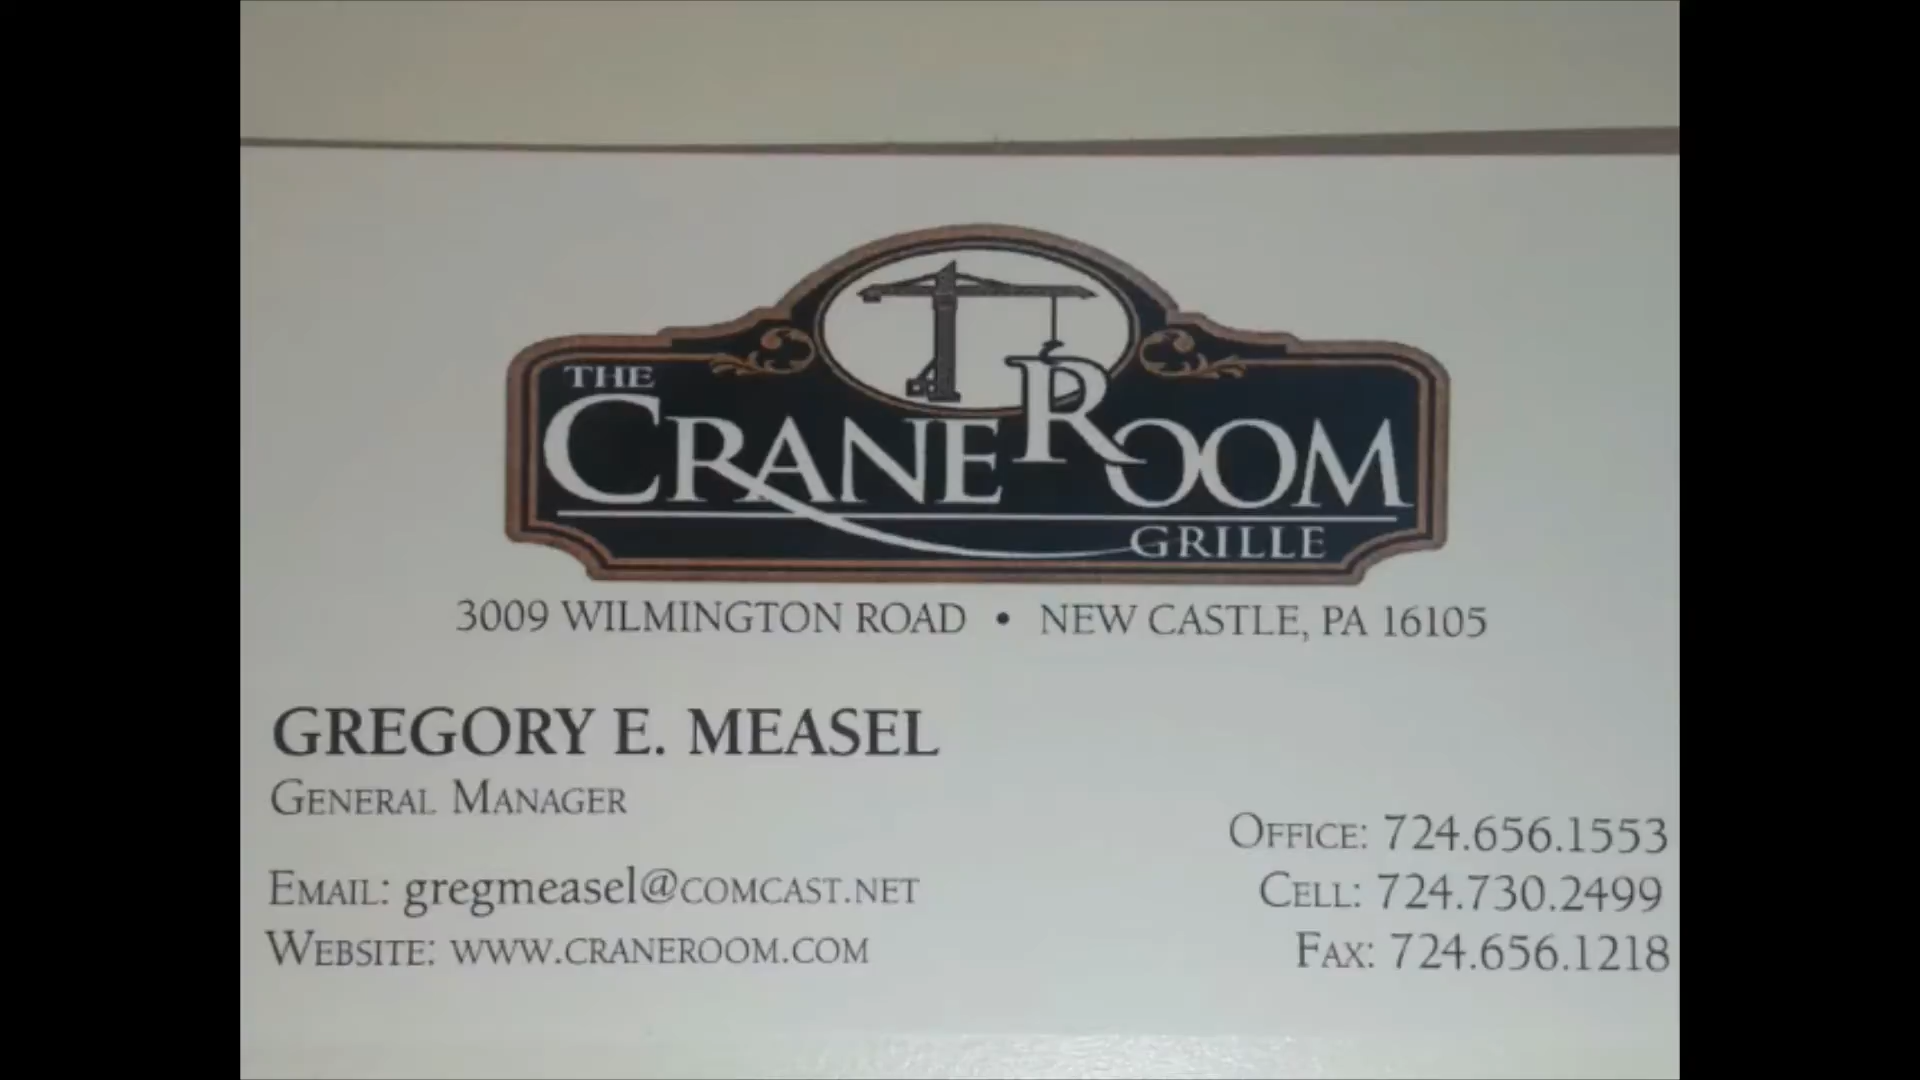 THE
CRANE ROOM
GRILLE
3009 WILMINGTON ROAD • NEW CASTLE, PA 16105
GREGORY E. MEASEL
GENERAL MANAGER
EMAIL: gregmeasel@COMCAST.NET
WEBSITE: WWW.CRANEROOM.COM
OFFICE: 724.656.1553
CELL: 724.730.2499
FAX: 724.656.1218